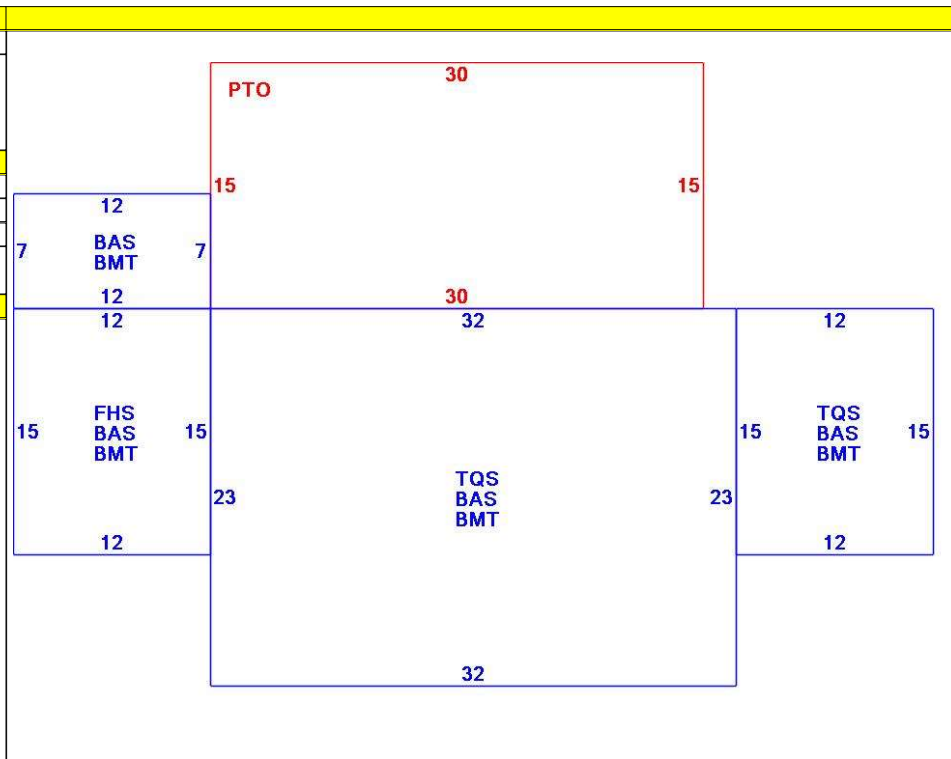 30
PTO
15 15
12
7 BAS 7
BMT
12 30
12 32 12
FHS TQS
15 BAS 15 15 BAS 15
BMT BMT
TQS
23 BAS 23
BMT
12 12
32